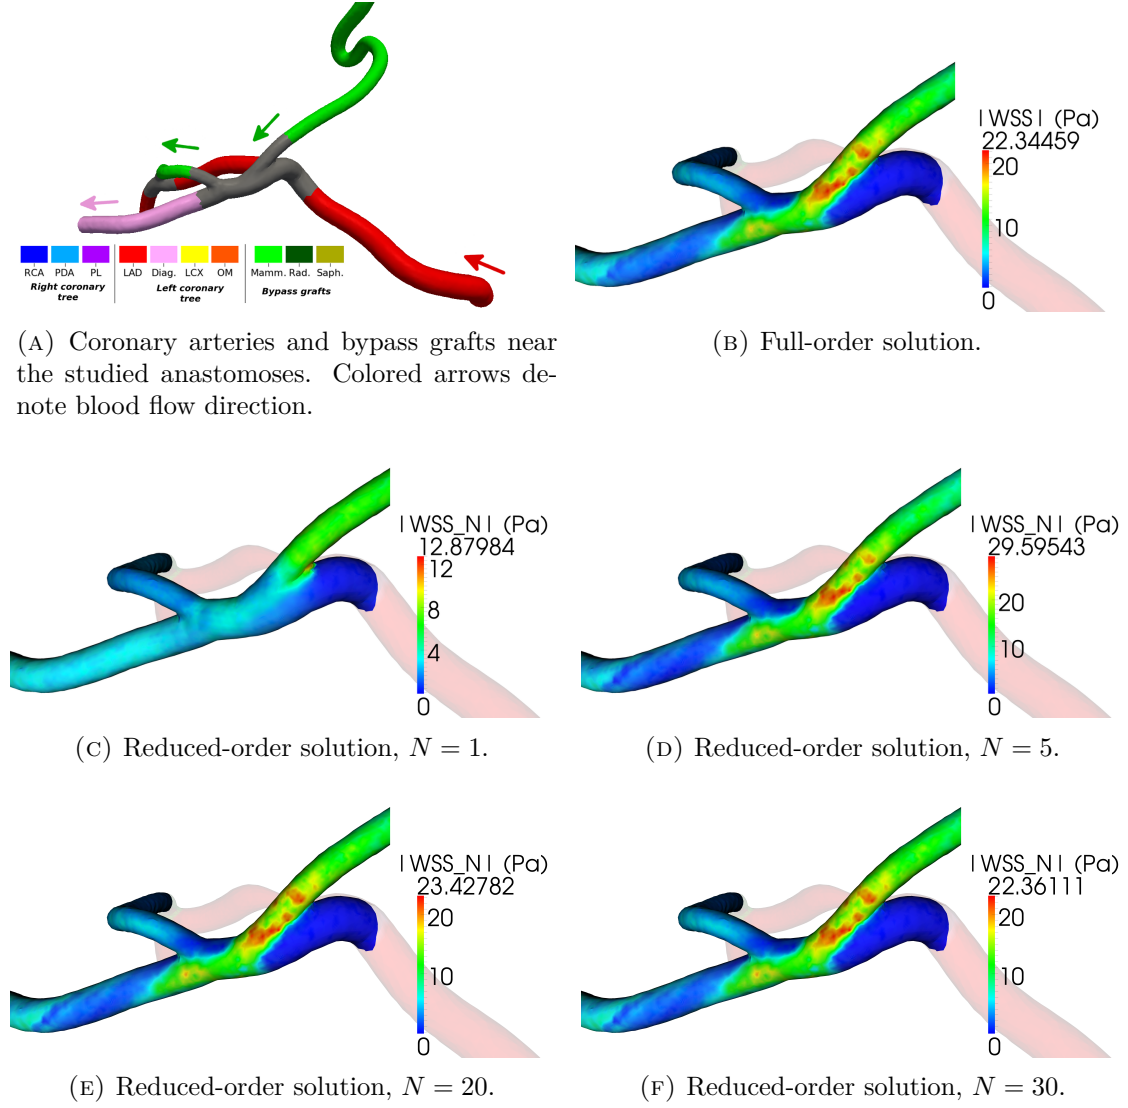 RCA PDA PL LAD Diag. LCX OM Mamm. Rad. Saph.
Right coronary tree
Left coronary tree
Bypass grafts
(A) Coronary arteries and bypass grafts near
the studied anastomoses. Colored arrows de-
note blood flow direction.
|WSS| (Pa)
22.34459
20
10
0
(B) Full-order solution.
|WSS_N| (Pa)
12.87984
12
8
4
0
(C) Reduced-order solution, N = 1.
|WSS_N| (Pa)
29.59543
20
10
0
(D) Reduced-order solution, N = 5.
|WSS_N| (Pa)
23.42782
20
10
0
(E) Reduced-order solution, N = 20.
|WSS_N| (Pa)
22.36111
20
10
0
(F) Reduced-order solution, N = 30.